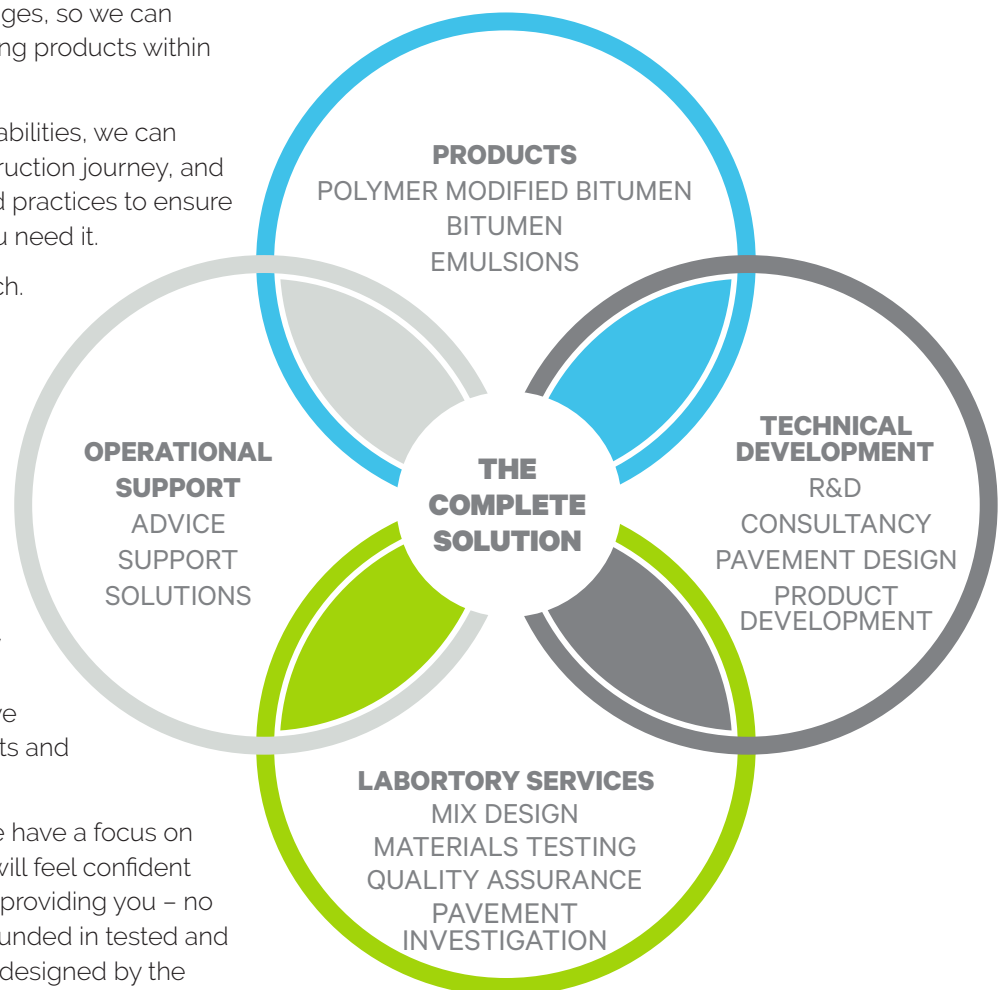 ges, so we can
ng products within
abilities, we can
ruction journey, and
d practices to ensure
u need it.
ch.
ve
ts and
e have a focus on
will feel confident
providing you – no
unded in tested and
designed by the
PRODUCTS
POLYMER MODIFIED BITUMEN
BITUMEN
EMULSIONS
OPERATIONAL
SUPPORT
ADVICE
SUPPORT
SOLUTIONS
THE
COMPLETE
SOLUTION
TECHNICAL
DEVELOPMENT
R&D
CONSULTANCY
PAVEMENT DESIGN
PRODUCT
DEVELOPMENT
LABORTORY SERVICES
MIX DESIGN
MATERIALS TESTING
QUALITY ASSURANCE
PAVEMENT
INVESTIGATION